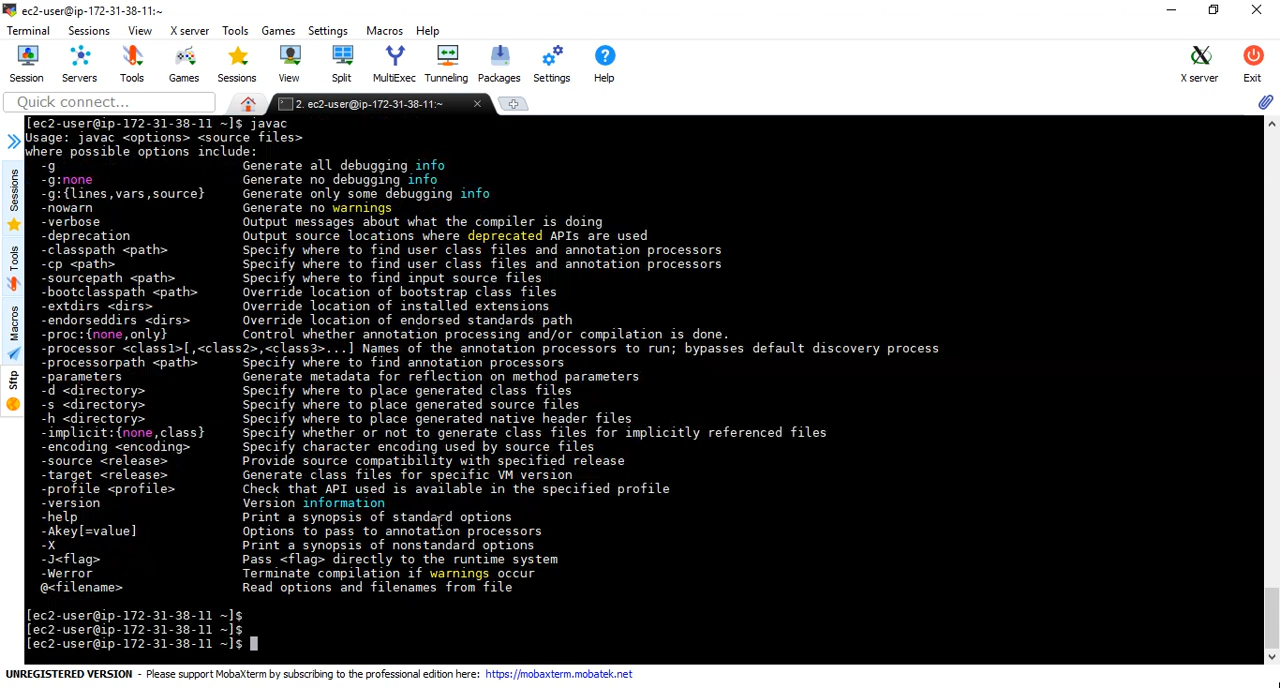 ec2-user@ip-172-31-38-11:~
Terminal Sessions View X server Tools Games Settings Macros Help
Session Servers Tools Games Sessions View Split MultiExec Tunneling Packages Settings Help X server Exit
Quick connect... 2. ec2-user@ip-172-31-38-11:~
Sessions
Tools
Macros
Sftp
[ec2-user@ip-172-31-38-11 ~]$ javac
Usage: javac <options> <source files>
where possible options include:
-g Generate all debugging info
-g:none Generate no debugging info
-g:{lines,vars,source} Generate only some debugging info
-nowarn Generate no warnings
-verbose Output messages about what the compiler is doing
-deprecation Output source locations where deprecated APIs are used
-classpath <path> Specify where to find user class files and annotation processors
-cp <path> Specify where to find user class files and annotation processors
-sourcepath <path> Specify where to find input source files
-bootclasspath <path> Override location of bootstrap class files
-extdirs <dirs> Override location of installed extensions
-endorseddirs <dirs> Override location of endorsed standards path
-proc:{none,only} Control whether annotation processing and/or compilation is done.
-processor <class1>[,<class2>,<class3>...] Names of the annotation processors to run; bypasses default discovery process
-processorpath <path> Specify where to find annotation processors
-parameters Generate metadata for reflection on method parameters
-d <directory> Specify where to place generated class files
-s <directory> Specify where to place generated source files
-h <directory> Specify where to place generated native header files
-implicit:{none,class} Specify whether or not to generate class files for implicitly referenced files
-encoding <encoding> Specify character encoding used by source files
-source <release> Provide source compatibility with specified release
-target <release> Generate class files for specific VM version
-profile <profile> Check that API used is available in the specified profile
-version Version information
-help Print a synopsis of standard options
-Akey[=value] Options to pass to annotation processors
-X Print a synopsis of nonstandard options
-J<flag> Pass <flag> directly to the runtime system
-Werror Terminate compilation if warnings occur
@<filename> Read options and filenames from file
[ec2-user@ip-172-31-38-11 ~]$
[ec2-user@ip-172-31-38-11 ~]$
[ec2-user@ip-172-31-38-11 ~]$
UNREGISTERED VERSION - Please support MobaXterm by subscribing to the professional edition here: https://mobaxterm.mobatek.net